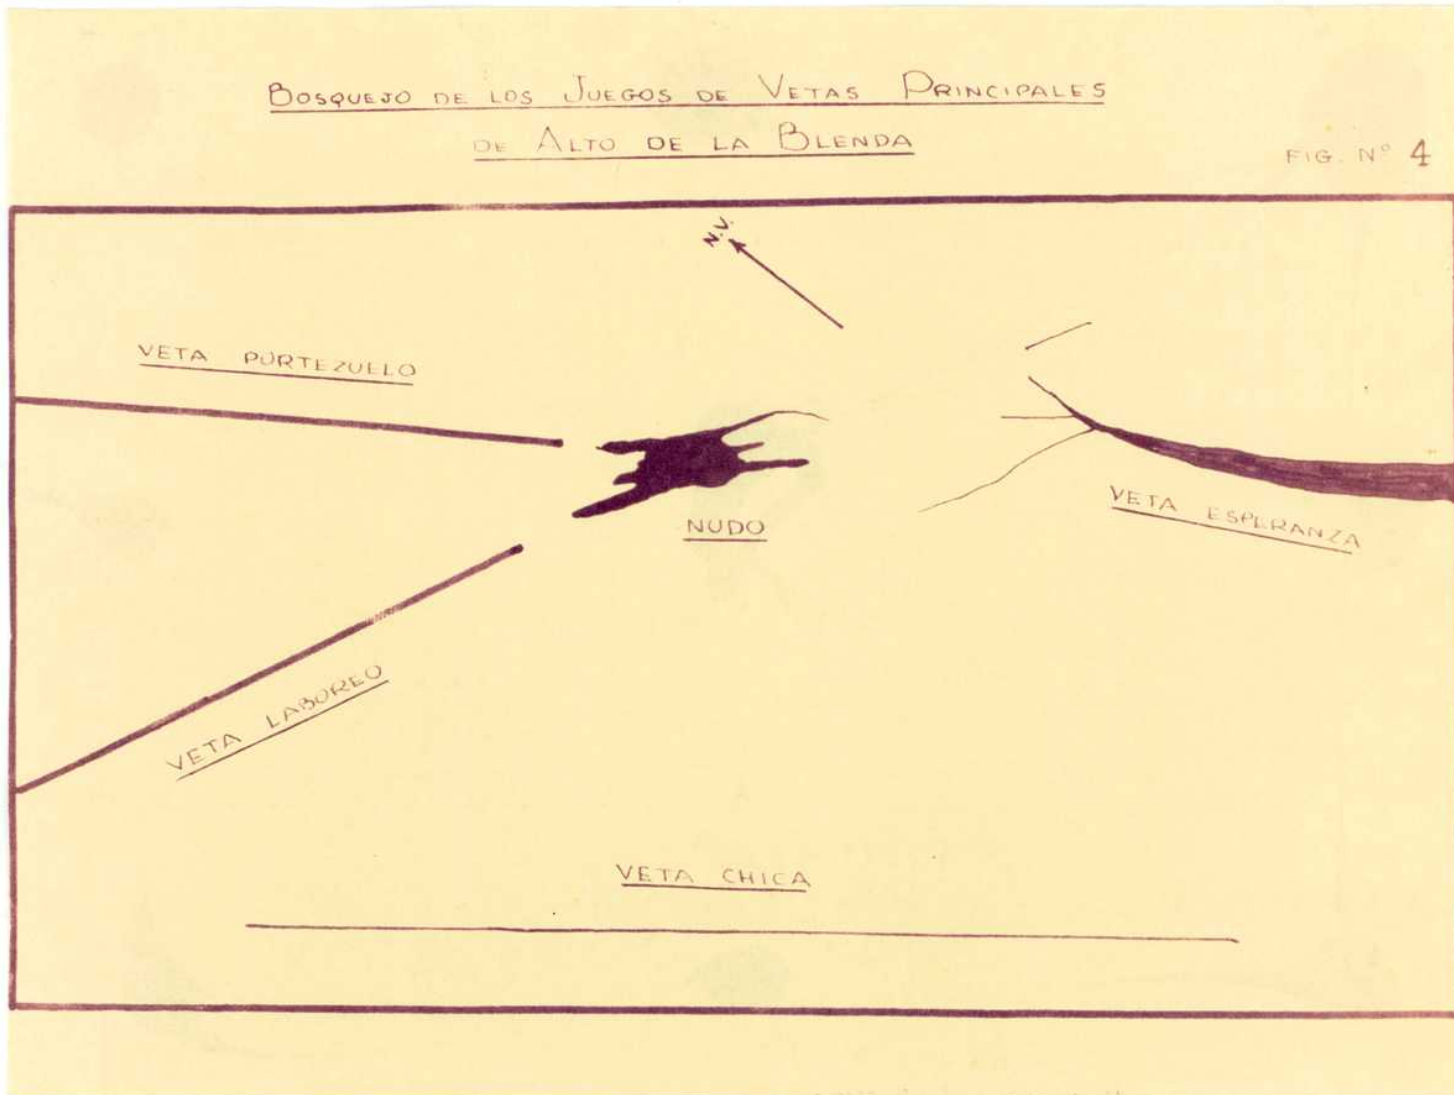 BOSQUEJO DE LOS JUEGOS DE VETAS PRINCIPALES
DE ALTO DE LA BLENDA
FIG. Nº 4
N.V.
VETA PORTEZUELO
NUDO
VETA ESPERANZA
VETA LABOREO
VETA CHICA